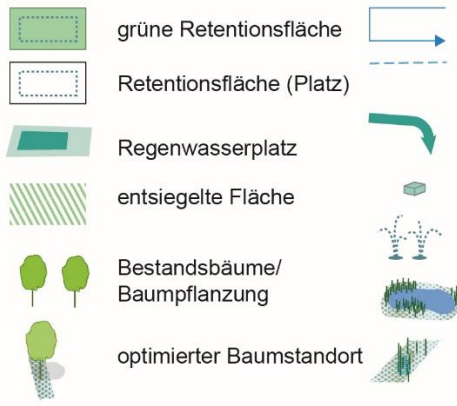 grüne Retentionsfläche
Retentionsfläche (Platz)
Regenwasserplatz
entsiegelte Fläche
Bestandsbäume/
Baumpflanzung
optimierter Baumstandort